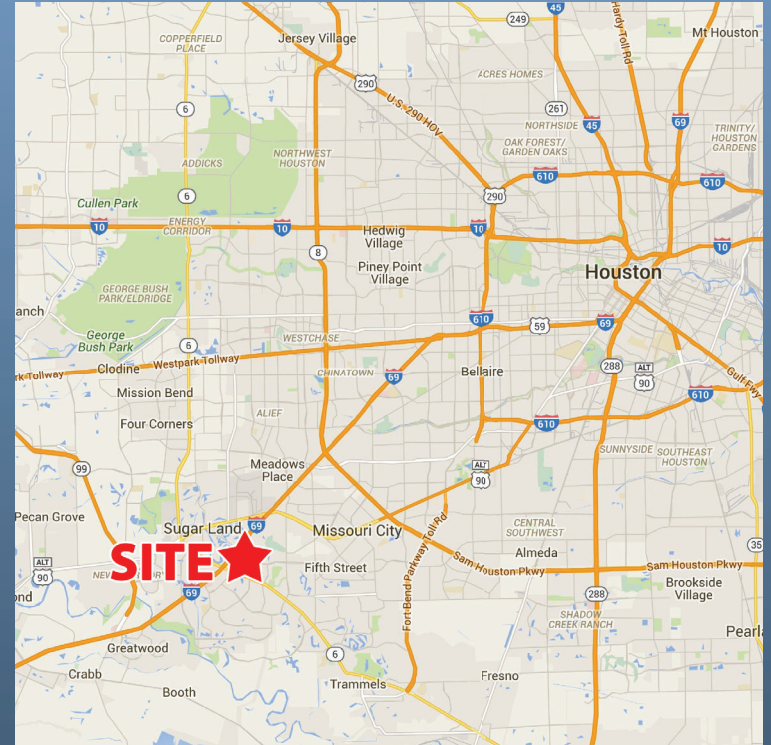 45
249
Hardy Toll Rd
Mt Houston
COPPERFIELD
PLACE
Jersey Village
290
ACRES HOMES
U.S. 290 HOV
6
261
NORTHSIDE
45
69
TRINITY/
HOUSTON
GARDENS
OAK FOREST/
GARDEN OAKS
NORTHWEST
HOUSTON
ADDICKS
610
610
6
290
Cullen Park
10
ENERGY
CORRIDOR
10
Hedwig
Village
10
10
8
Piney Point
Village
Houston
GEORGE BUSH
PARK/ELDRIDGE
anch
610
59
69
George
Bush Park
6
WESTCHASE
Clodine
Westpark Tollway
rk Tollway
CHINATOWN
69
Bellaire
288
ALT
90
Gulf Fwy
Mission Bend
610
ALIEF
Four Corners
610
SUNNYSIDE
SOUTHEAST
HOUSTON
99
Meadows
Place
ALT
90
Pecan Grove
Sugar Land
69
Missouri City
CENTRAL
SOUTHWEST
35
SITE
Fifth Street
Almeda
Sam Houston Pkwy
Sam Houston Pkwy
ALT
90
Fort Bend Parkway Toll Rd
Brookside
Village
ond
69
288
SHADOW
CREEK RANCH
Pearl
Greatwood
6
Crabb
Trammels
Fresno
Booth